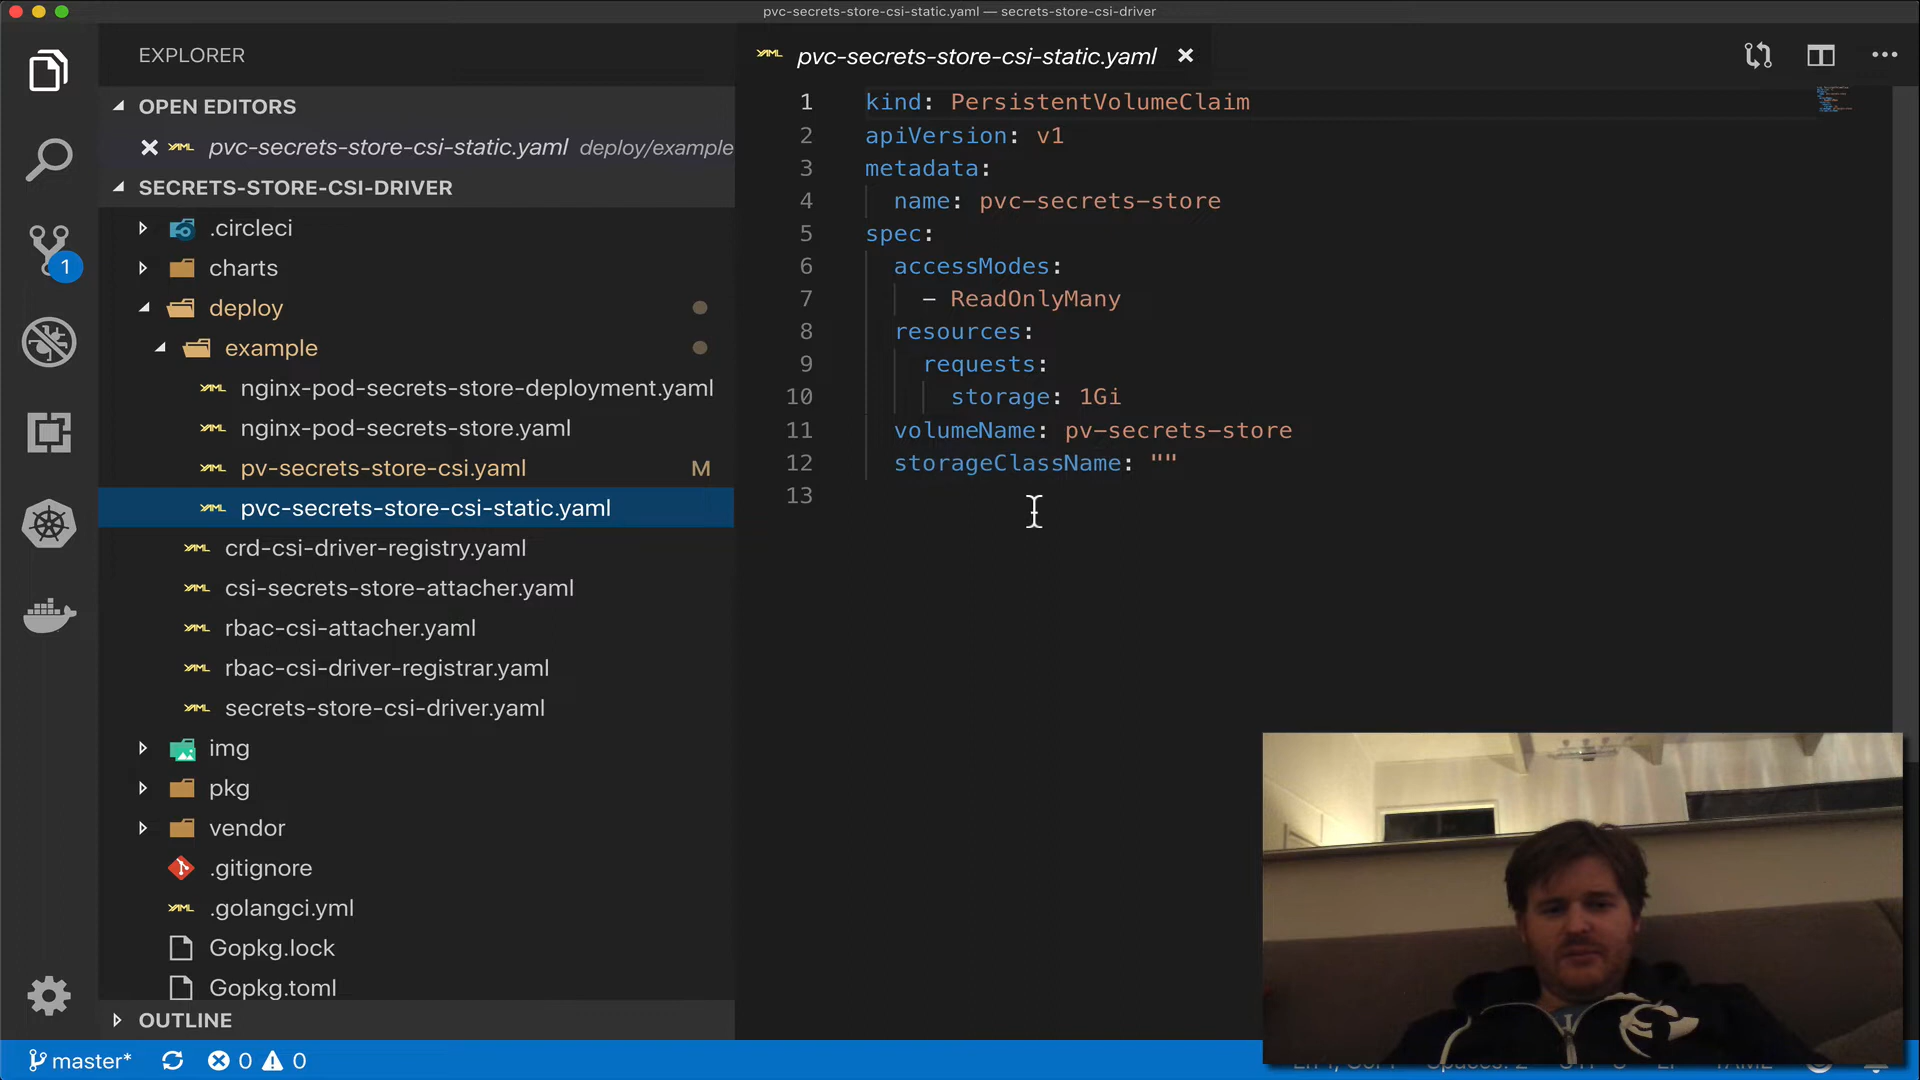 pvc-secrets-store-csi-static.yaml — secrets-store-csi-driver
EXPLORER
OPEN EDITORS
pvc-secrets-store-csi-static.yaml deploy/example
SECRETS-STORE-CSI-DRIVER
.circleci
charts
deploy
example
nginx-pod-secrets-store-deployment.yaml
nginx-pod-secrets-store.yaml
pv-secrets-store-csi.yaml M
pvc-secrets-store-csi-static.yaml
crd-csi-driver-registry.yaml
csi-secrets-store-attacher.yaml
rbac-csi-attacher.yaml
rbac-csi-driver-registrar.yaml
secrets-store-csi-driver.yaml
img
pkg
vendor
.gitignore
.golangci.yml
Gopkg.lock
Gopkg.toml
OUTLINE
1
master* 0 0
pvc-secrets-store-csi-static.yaml
1 kind: PersistentVolumeClaim
2 apiVersion: v1
3 metadata:
4 name: pvc-secrets-store
5 spec:
6 accessModes:
7 - ReadOnlyMany
8 resources:
9 requests:
10 storage: 1Gi
11 volumeName: pv-secrets-store
12 storageClassName: ""
13